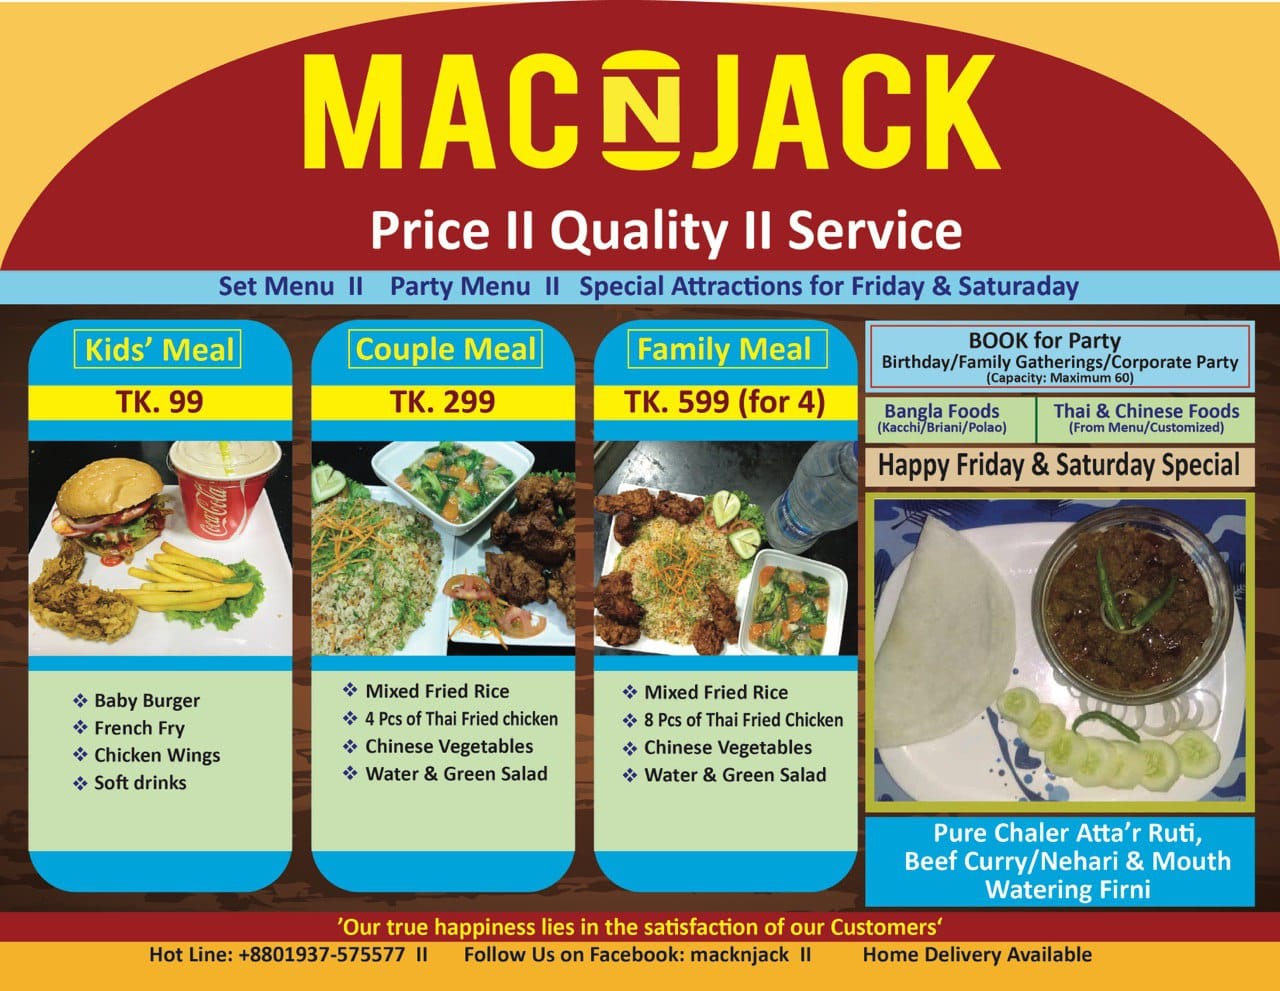 MAC N JACK
Price II Quality II Service
Set Menu II Party Menu II Special Attractions for Friday & Saturaday
Kids' Meal
TK. 99
Baby Burger
French Fry
Chicken Wings
Soft drinks
Couple Meal
TK. 299
Mixed Fried Rice
4 Pcs of Thai Fried chicken
Chinese Vegetables
Water & Green Salad
Family Meal
TK. 599 (for 4)
Mixed Fried Rice
8 Pcs of Thai Fried Chicken
Chinese Vegetables
Water & Green Salad
BOOK for Party
Birthday/Family Gatherings/Corporate Party
(Capacity: Maximum 60)
Bangla Foods
(Kacchi/Briani/Polao)
Thai & Chinese Foods
(From Menu/Customized)
Happy Friday & Saturday Special
Pure Chaler Atta'r Ruti,
Beef Curry/Nehari & Mouth
Watering Firni
Coca-Cola
'Our true happiness lies in the satisfaction of our Customers'
Hot Line: +8801937-575577 II Follow Us on Facebook: macknjack II Home Delivery Available